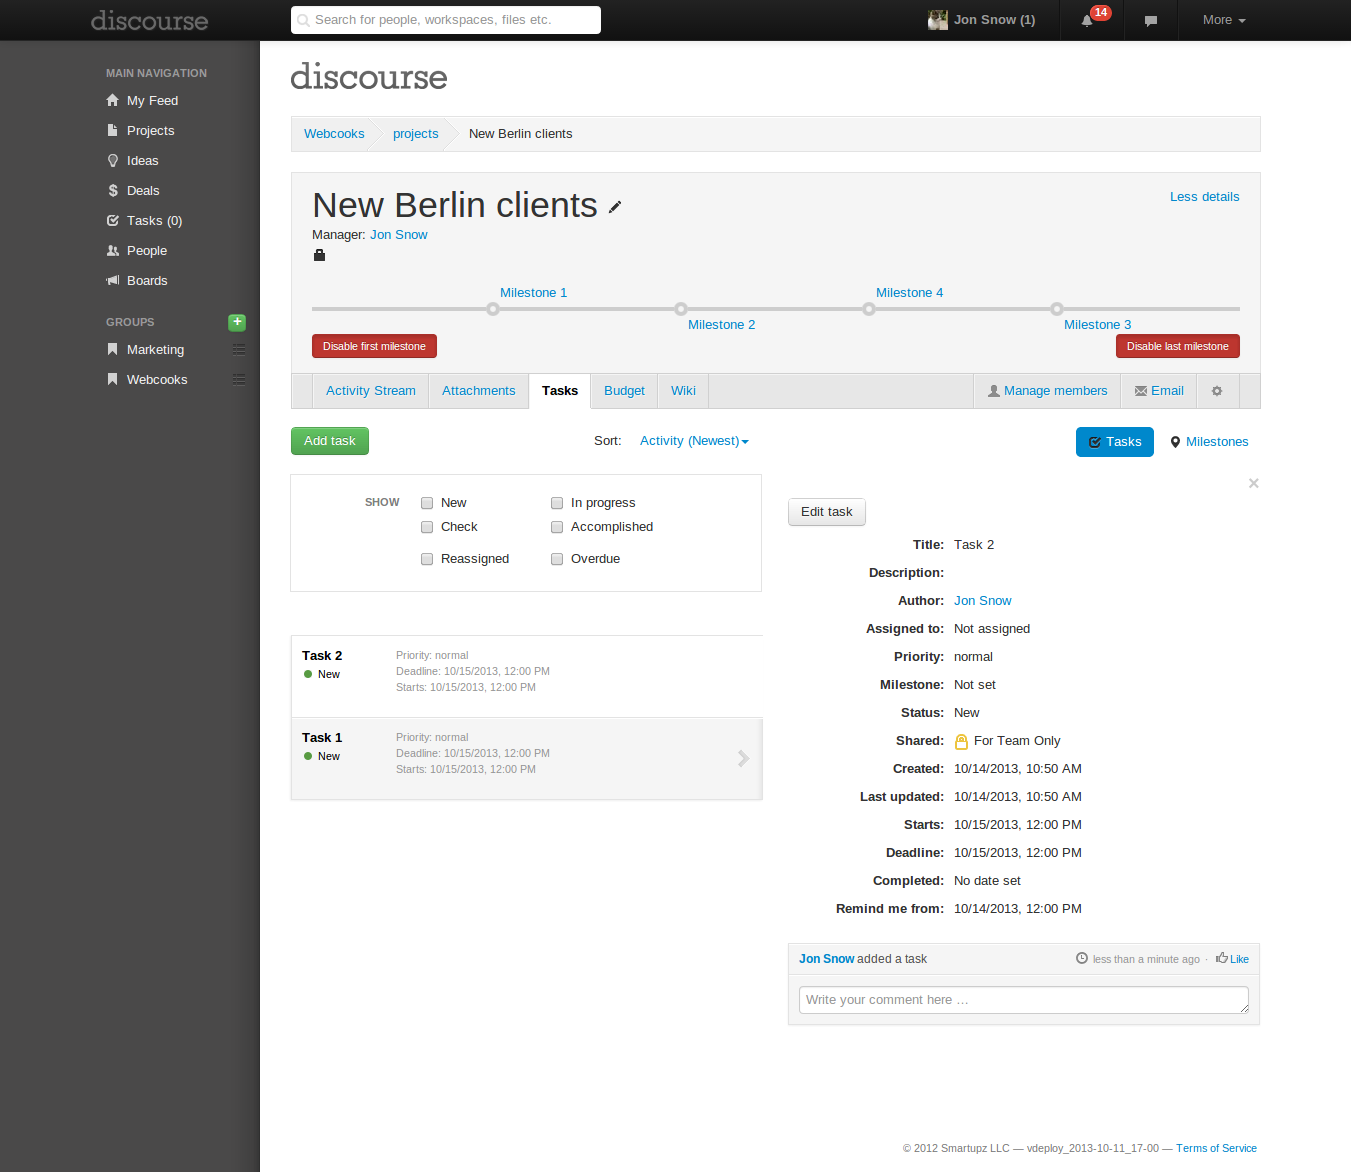 discourse
Search for people, workspaces, files etc.
Jon Snow (1)
14
More
MAIN NAVIGATION
My Feed
Projects
Ideas
Deals
Tasks (0)
People
Boards
GROUPS
Marketing
Webcooks
discourse
Webcooks projects New Berlin clients
New Berlin clients
Less details
Manager: Jon Snow
Milestone 1
Milestone 4
Milestone 2
Milestone 3
Disable first milestone
Disable last milestone
Activity Stream Attachments Tasks Budget Wiki
Manage members Email
Add task
Sort: Activity (Newest)
Tasks Milestones
SHOW New In progress
Check Accomplished
Reassigned Overdue
Task 2
New
Priority: normal
Deadline: 10/15/2013, 12:00 PM
Starts: 10/15/2013, 12:00 PM
Task 1
New
Priority: normal
Deadline: 10/15/2013, 12:00 PM
Starts: 10/15/2013, 12:00 PM
×
Edit task
Title: Task 2
Description:
Author: Jon Snow
Assigned to: Not assigned
Priority: normal
Milestone: Not set
Status: New
Shared: For Team Only
Created: 10/14/2013, 10:50 AM
Last updated: 10/14/2013, 10:50 AM
Starts: 10/15/2013, 12:00 PM
Deadline: 10/15/2013, 12:00 PM
Completed: No date set
Remind me from: 10/14/2013, 12:00 PM
Jon Snow added a task
less than a minute ago · Like
Write your comment here …
© 2012 Smartupz LLC — vdeploy_2013-10-11_17-00 — Terms of Service